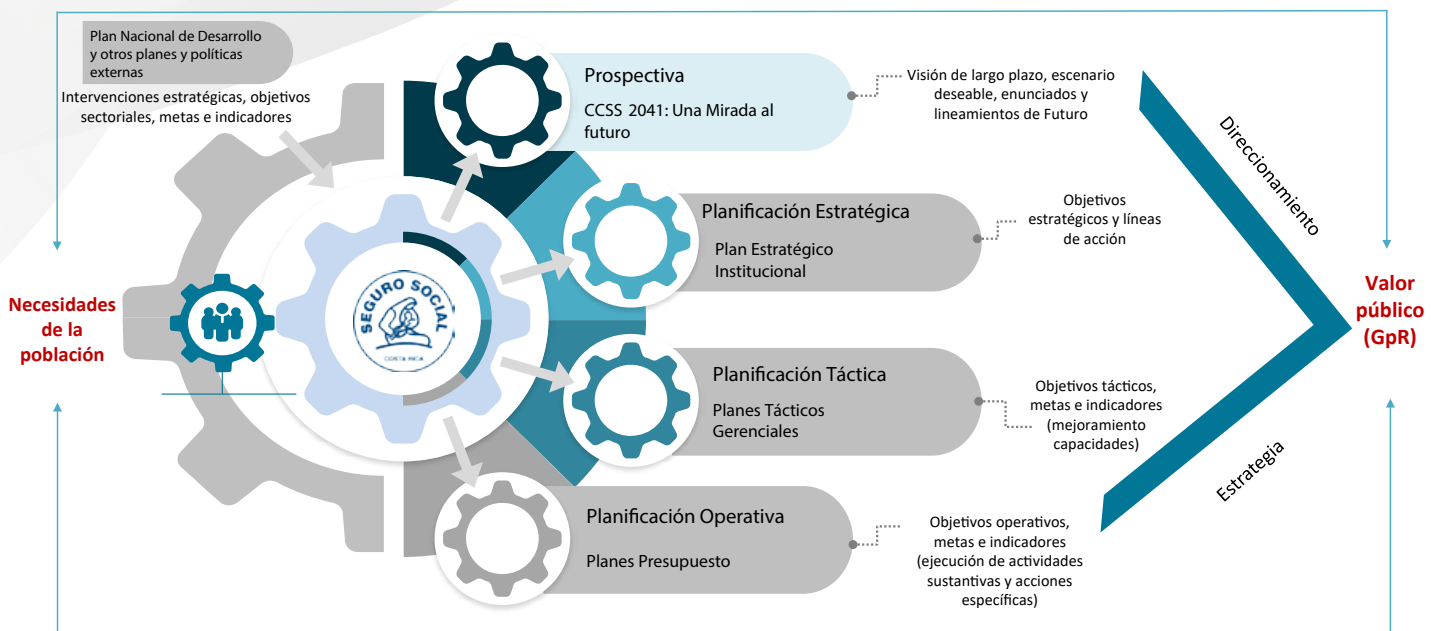 Plan Nacional de Desarrollo
y otros planes y políticas
externas
Intervenciones estratégicas, objetivos
sectoriales, metas e indicadores
Necesidades
de la
población
SEGURO SOCIAL
COSTA RICA
Prospectiva
CCSS 2041: Una Mirada al
futuro
Visión de largo plazo, escenario
deseable, enunciados y
lineamientos de Futuro
Planificación Estratégica
Plan Estratégico
Institucional
Objetivos
estratégicos y líneas
de acción
Planificación Táctica
Planes Tácticos
Gerenciales
Objetivos tácticos,
metas e indicadores
(mejoramiento
capacidades)
Planificación Operativa
Planes Presupuesto
Objetivos operativos,
metas e indicadores
(ejecución de actividades
sustantivas y acciones
específicas)
Direccionamiento
Estrategia
Valor
público
(GpR)